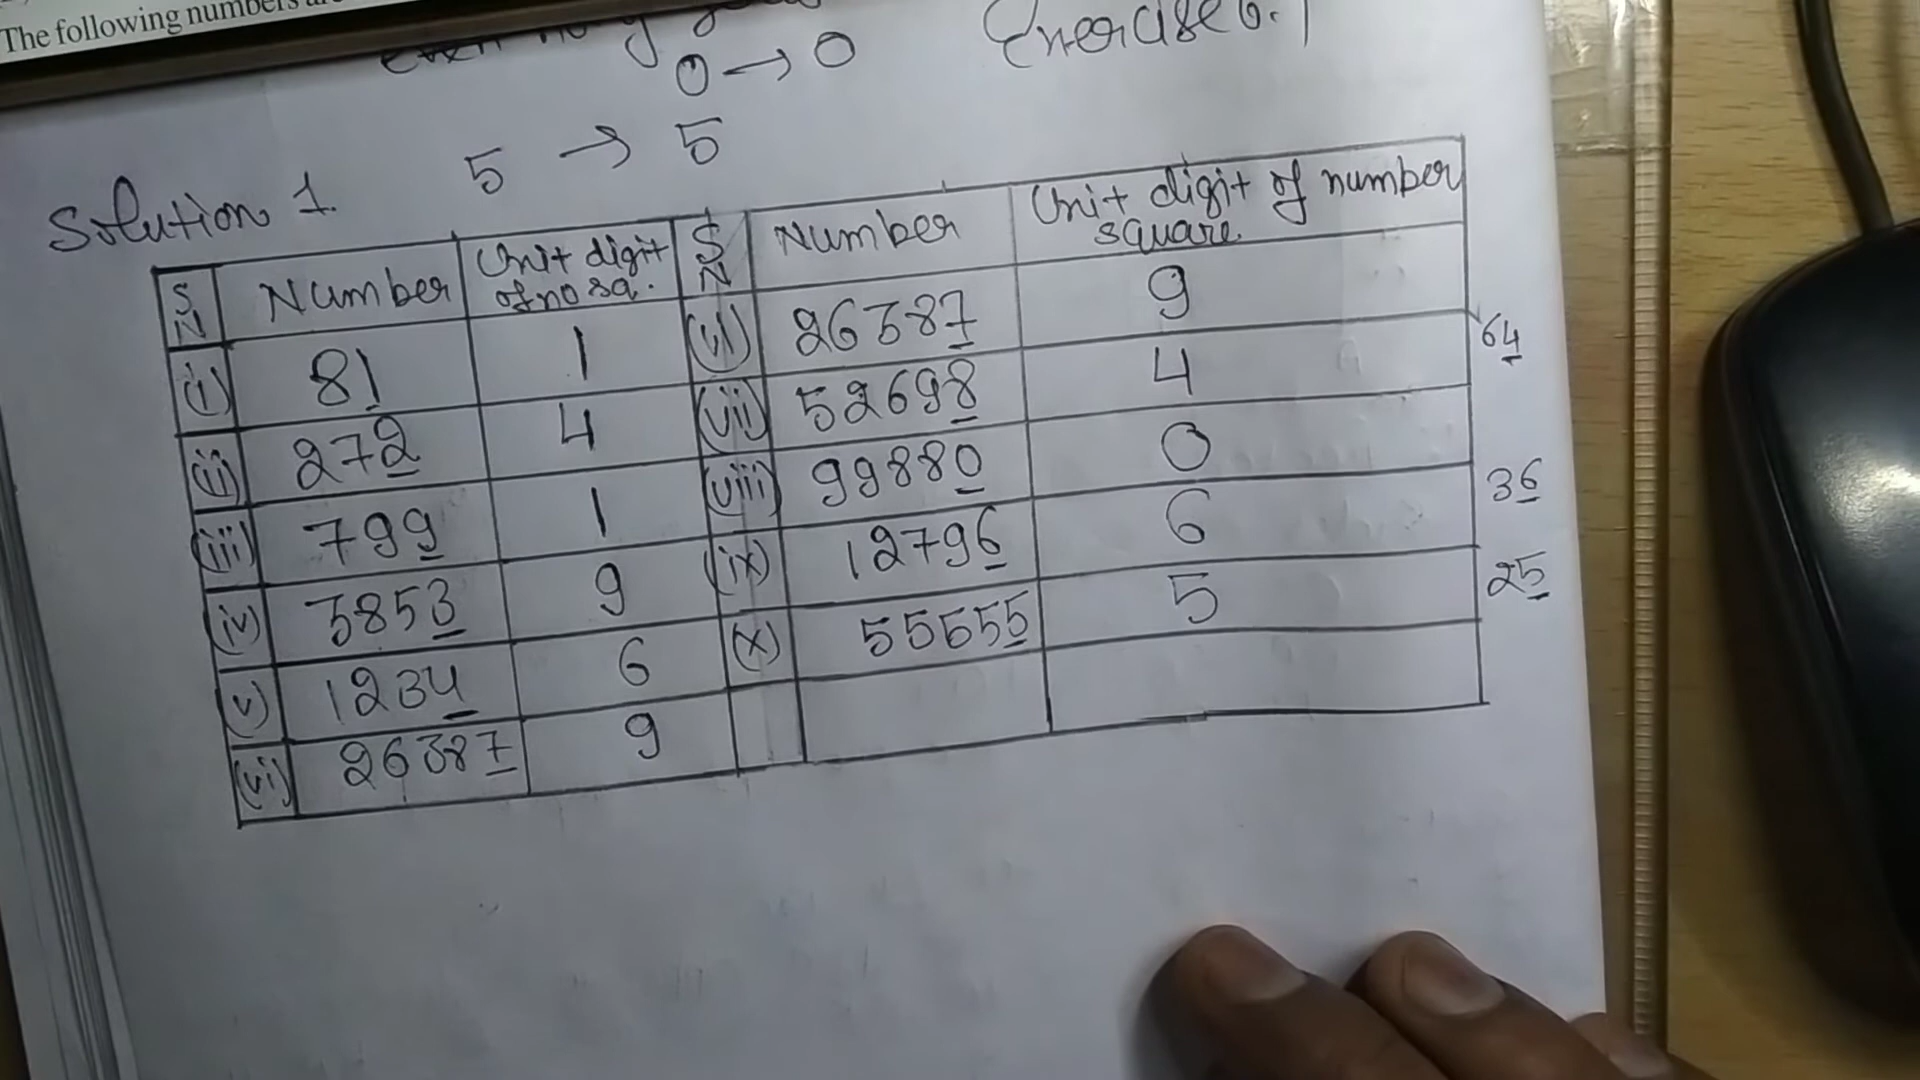 The following numbers
0 → 0
Exercise 6.1
5 → 5
Solution 1
SN Number Unit digit of no sq. SN Number Unit digit of number square
(i) 81 1 (vi) 26387 9
(ii) 272 4 (vii) 52698 4 64
(iii) 799 1 (viii) 99880 0
(iv) 3853 9 (ix) 12796 6 36
(v) 1234 6 (x) 55555 5 25
(vi) 26387 9